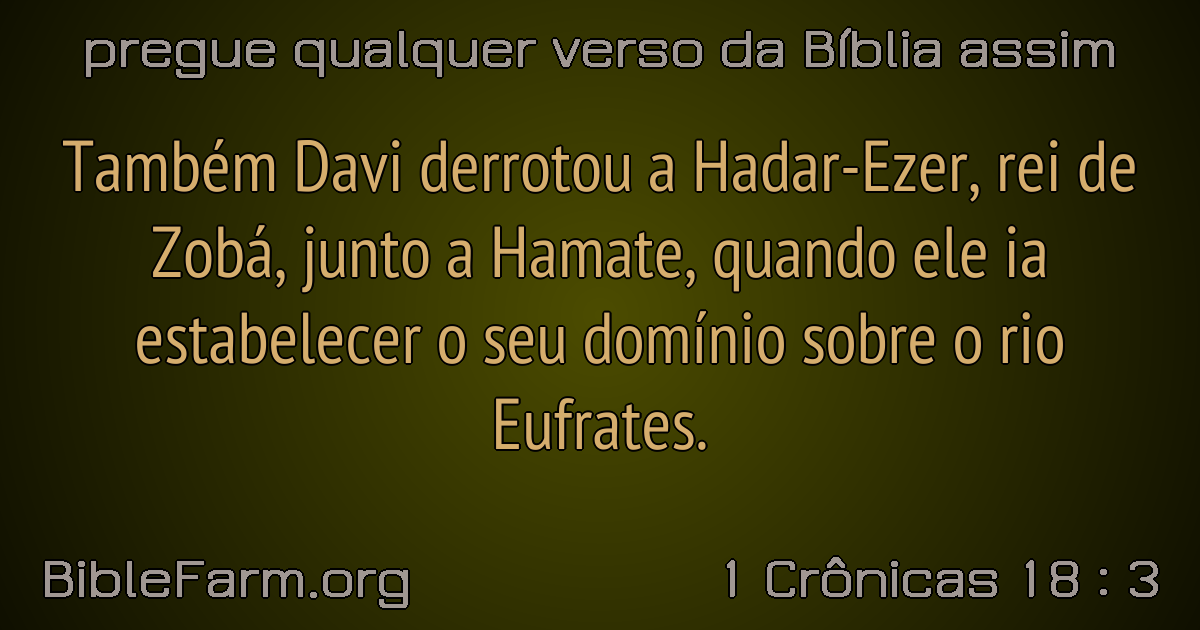 pregue qualquer verso da Bíblia assim
Também Davi derrotou a Hadar-Ezer, rei de
Zobá, junto a Hamate, quando ele ia
estabelecer o seu domínio sobre o rio
Eufrates.
BibleFarm.org
1 Crônicas 18 : 3